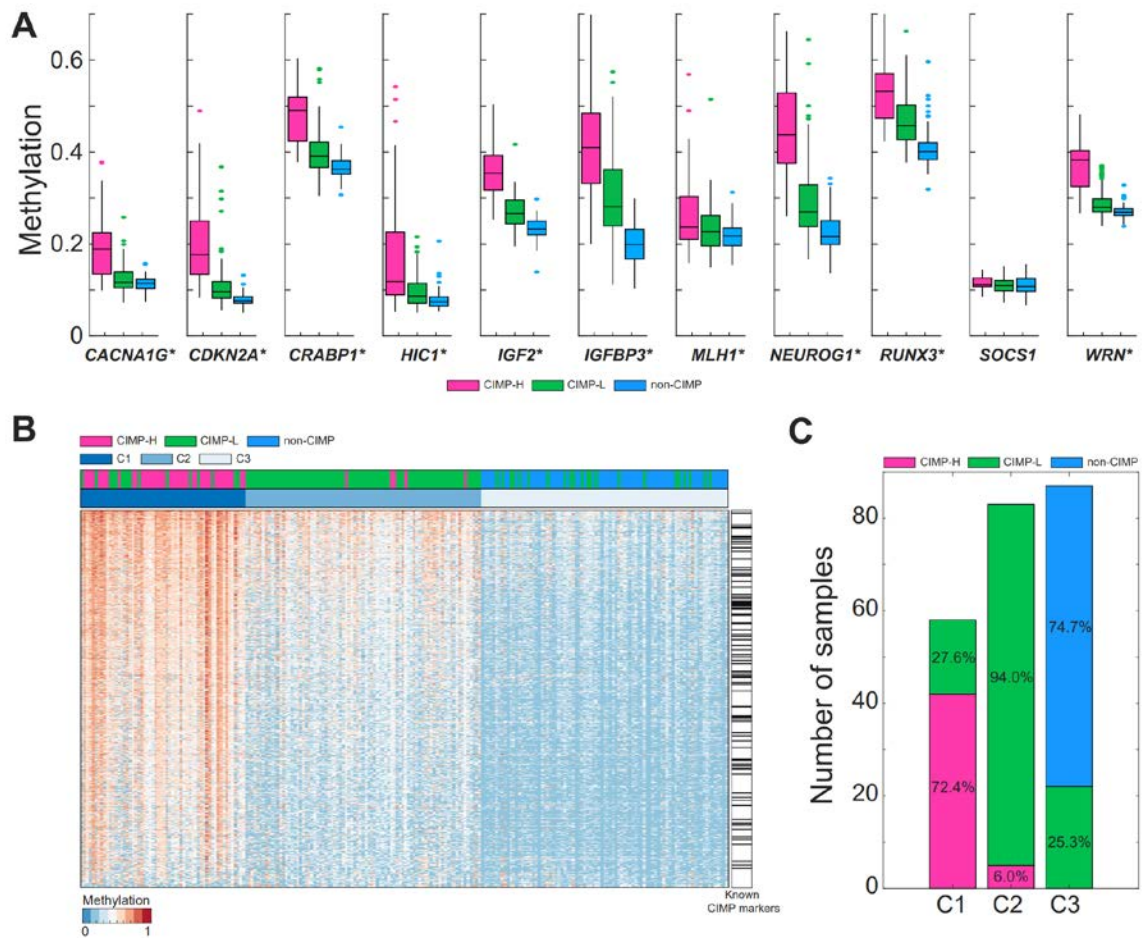 A
Methylation
0.6
0.4
0.2
0
CACNA1G* CDKN2A* CRABP1* HIC1* IGF2* IGFBP3* MLH1* NEUROG1* RUNX3* SOCS1 WRN*
CIMP-H CIMP-L non-CIMP
B
CIMP-H CIMP-L non-CIMP
C1 C2 C3
Known
CIMP markers
Methylation
0 1
C
CIMP-H CIMP-L non-CIMP
Number of samples
80
60
40
20
0
27.6%
72.4%
94.0%
6.0%
74.7%
25.3%
C1 C2 C3